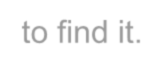 to find it.